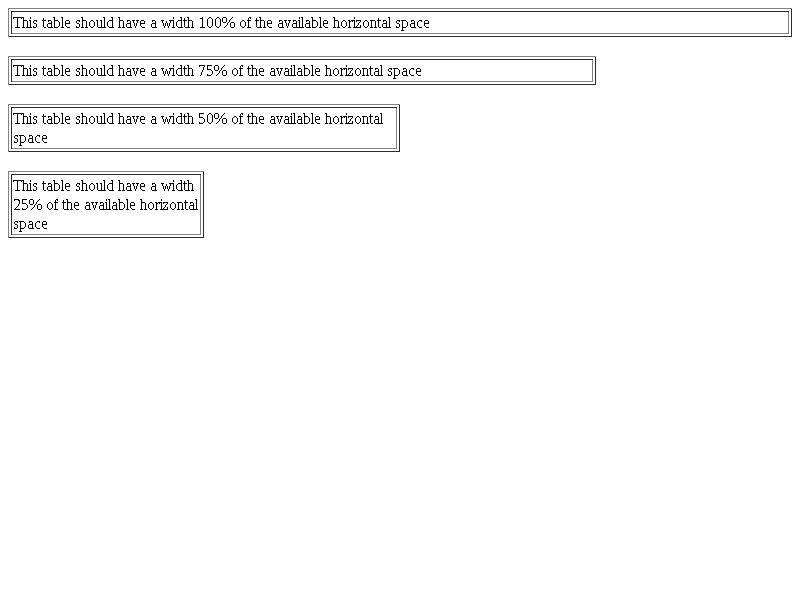 This table should have a width 100% of the available horizontal space
This table should have a width 75% of the available horizontal space
This table should have a width 50% of the available horizontal
space
This table should have a width
25% of the available horizontal
space